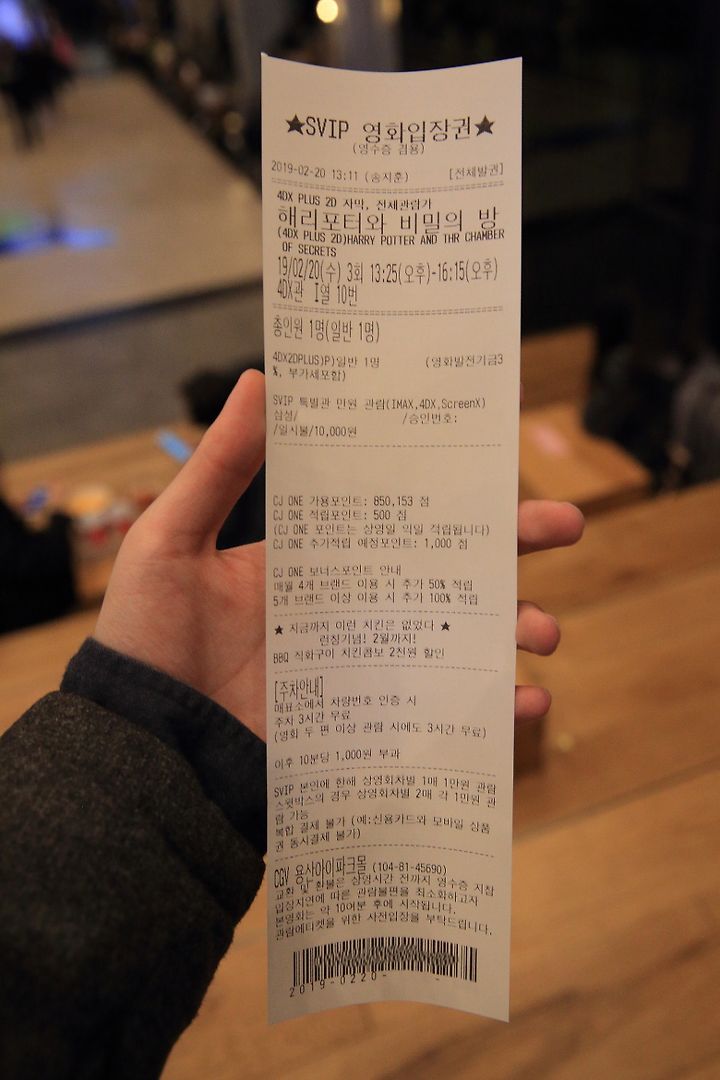 ★SVIP 영화입장권★
(영수증 겸용)
2019-02-20 13:11 (송지훈) [전체발권]
4DX PLUS 2D 자막, 전체관람가
해리포터와 비밀의 방
(4DX PLUS 2D)HARRY POTTER AND THR CHAMBER
OF SECRETS
19/02/20(수) 3회 13:25(오후)-16:15(오후)
4DX관 I열 10번
총인원 1명(일반 1명)
4DX2DPLUS)P)일반 1명 (영화발전기금3
%, 부가세포함)
SVIP 특별관 만원 관람(IMAX,4DX,ScreenX)
삼성/ /승인번호:
/일시불/10,000원
CJ ONE 가용포인트: 850,153 점
CJ ONE 적립포인트: 500 점
(CJ ONE 포인트는 상영일 익일 적립됩니다)
CJ ONE 추가적립 예정포인트: 1,000 점
CJ ONE 보너스포인트 안내
매월 4개 브랜드 이용 시 추가 50% 적립
5개 브랜드 이상 이용 시 추가 100% 적립
★ 지금까지 이런 치킨은 없었다 ★
런칭기념! 2월까지!
BBQ 직화구이 치킨콤보 2천원 할인
[주차안내]
매표소에서 차량번호 인증 시
주차 3시간 무료
(영화 두 편 이상 관람 시에도 3시간 무료)
이후 10분당 1,000원 부과
SVIP 본인에 한해 상영회차별 1매 1만원 관람
스윗박스의 경우 상영회차별 2매 각 1만원 관
람 가능
복합 결제 불가 (예:신용카드와 모바일 상품
권 동시결제 불가)
CGV 용산아이파크몰 (104-81-45690)
교환 및 환불은 상영시간 전까지 영수증 지참
입장지연에 따른 관람불편을 최소화하고자
본영화는 약 10여분 후에 시작됩니다.
관람에티켓을 위한 사전입장을 부탁드립니다.
2019-0220- -